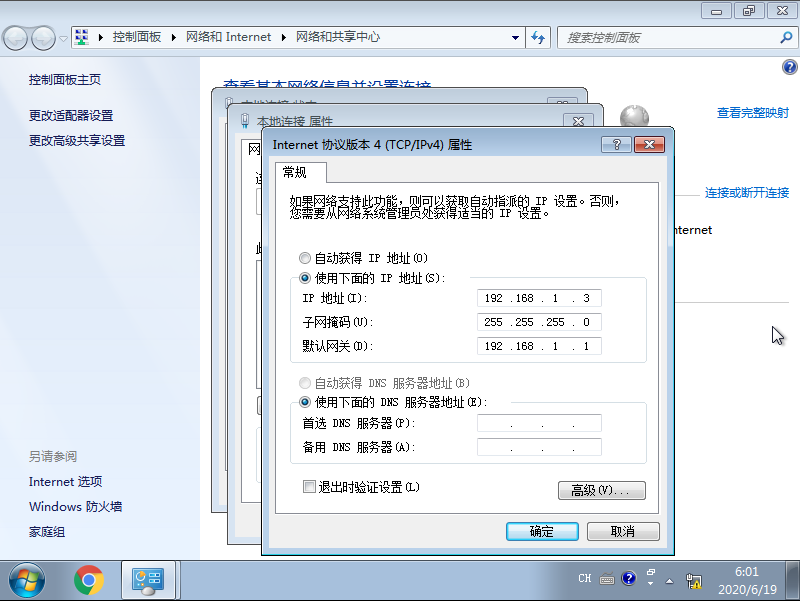 控制面板
网络和 Internet
网络和共享中心
搜索控制面板
控制面板主页
更改适配器设置
更改高级共享设置
查看基本网络信息并设置连接
查看完整映射
连接或断开连接
nternet
本地连接 状态
本地连接 属性
网
Internet 协议版本 4 (TCP/IPv4) 属性
常规
如果网络支持此功能，则可以获取自动指派的 IP 设置。否则，
您需要从网络系统管理员处获得适当的 IP 设置。
自动获得 IP 地址(O)
使用下面的 IP 地址(S):
IP 地址(I): 192 .168 . 1 . 3
子网掩码(U): 255 .255 .255 . 0
默认网关(D): 192 .168 . 1 . 1
自动获得 DNS 服务器地址(B)
使用下面的 DNS 服务器地址(E):
首选 DNS 服务器(P): . . .
备用 DNS 服务器(A): . . .
退出时验证设置(L)
高级(V)...
确定
取消
另请参阅
Internet 选项
Windows 防火墙
家庭组
CH
6:01
2020/6/19